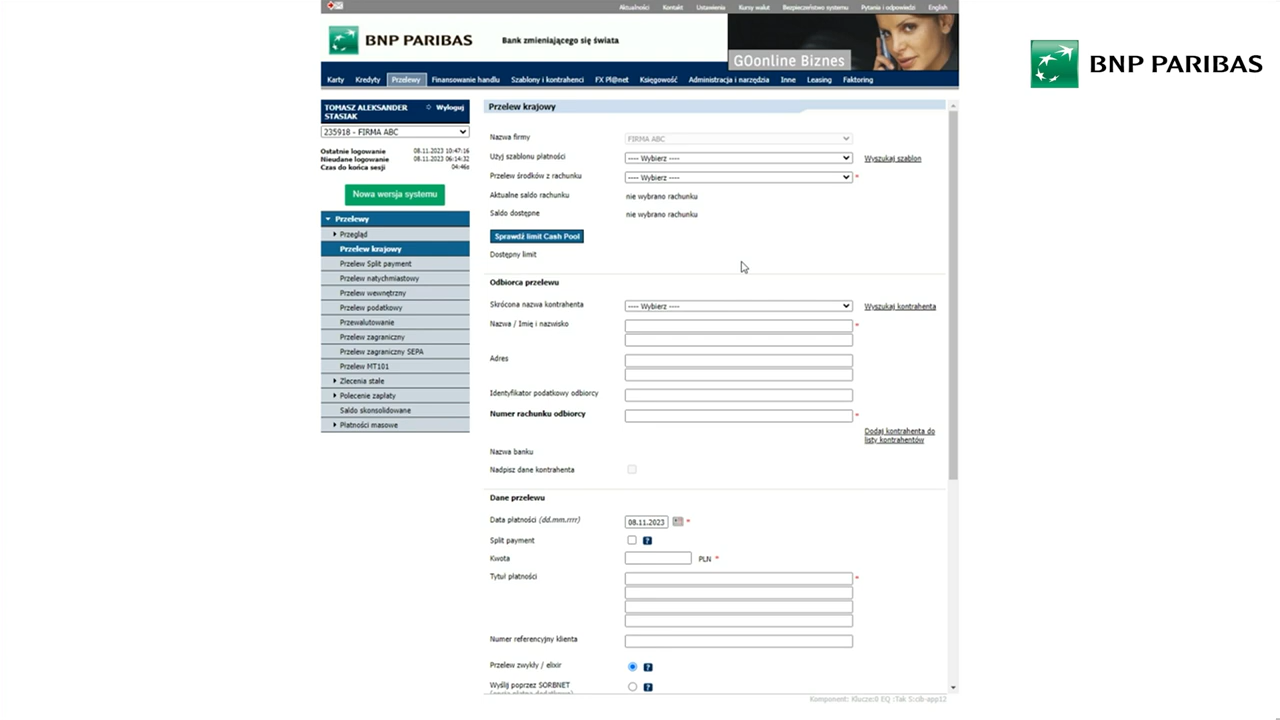 Aktualności Kontakt Ustawienia Kursy walut Bezpieczeństwo systemu Pytania i odpowiedzi English
BNP PARIBAS
Bank zmieniający się świata
GOonline Biznes
BNP PARIBAS
Karty Kredyty Przelewy Finansowanie handlu Szablony i kontrahenci FX Pl@net Księgowość Administracja i narzędzia Inne Leasing Faktoring
TOMASZ ALEKSANDER STASIAK Wyloguj
235918 - FIRMA ABC
Ostatnie logowanie 08.11.2023 10:47:16
Nieudane logowanie 08.11.2023 06:14:32
Czas do końca sesji 04:46s
Nowa wersja systemu
Przelewy
Przegląd
Przelew krajowy
Przelew Split payment
Przelew natychmiastowy
Przelew wewnętrzny
Przelew podatkowy
Przewalutowanie
Przelew zagraniczny
Przelew zagraniczny SEPA
Przelew MT101
Zlecenia stałe
Polecenie zapłaty
Saldo skonsolidowane
Płatności masowe
Przelew krajowy
Nazwa firmy FIRMA ABC
Użyj szablonu płatności ---- Wybierz ---- Wyszukaj szablon
Przelew środków z rachunku ---- Wybierz ---- *
Aktualne saldo rachunku nie wybrano rachunku
Saldo dostępne nie wybrano rachunku
Sprawdź limit Cash Pool
Dostępny limit
Odbiorca przelewu
Skrócona nazwa kontrahenta ---- Wybierz ---- Wyszukaj kontrahenta
Nazwa / Imię i nazwisko *
Adres
Identyfikator podatkowy odbiorcy
Numer rachunku odbiorcy *
Dodaj kontrahenta do
listy kontrahentów
Nazwa banku
Nadpisz dane kontrahenta
Dane przelewu
Data płatności (dd.mm.rrrr) 08.11.2023 *
Split payment ?
Kwota PLN *
Tytuł płatności *
Numer referencyjny klienta
Przelew zwykły / elixir ?
Wyślij poprzez SORBNET ?
Komponent: Klucze:0 EQ :Tak S:cib-app12